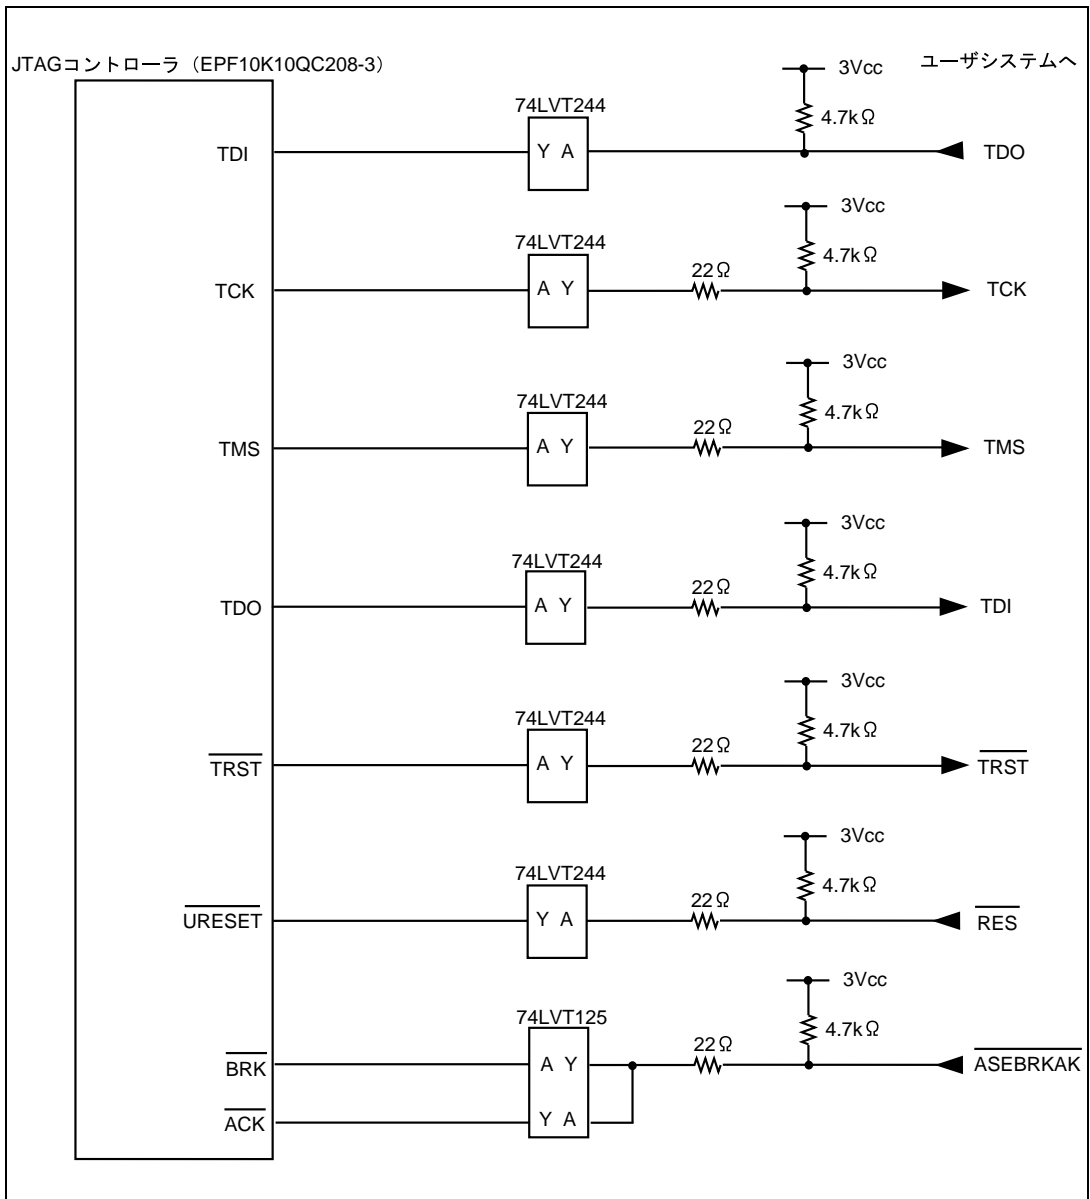 JTAGコントローラ（EPF10K10QC208-3） ユーザシステムへ
3Vcc
74LVT244
4.7kΩ
TDI Y A TDO
3Vcc
74LVT244
4.7kΩ
22Ω
TCK A Y TCK
3Vcc
74LVT244
4.7kΩ
22Ω
TMS A Y TMS
3Vcc
74LVT244
4.7kΩ
22Ω
TDO A Y TDI
3Vcc
74LVT244
4.7kΩ
22Ω
TRST A Y TRST
3Vcc
74LVT244
4.7kΩ
22Ω
URESET Y A RES
3Vcc
74LVT125
4.7kΩ
22Ω
BRK A Y ASEBRKAK
ACK Y A